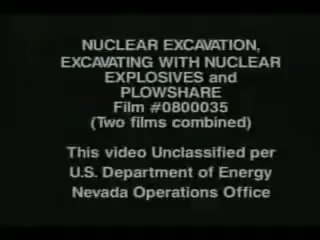 NUCLEAR EXCAVATION,
EXCAVATING WITH NUCLEAR
EXPLOSIVES and
PLOWSHARE
Film #0800035
(Two films combined)
This video Unclassified per
U.S. Department of Energy
Nevada Operations Office